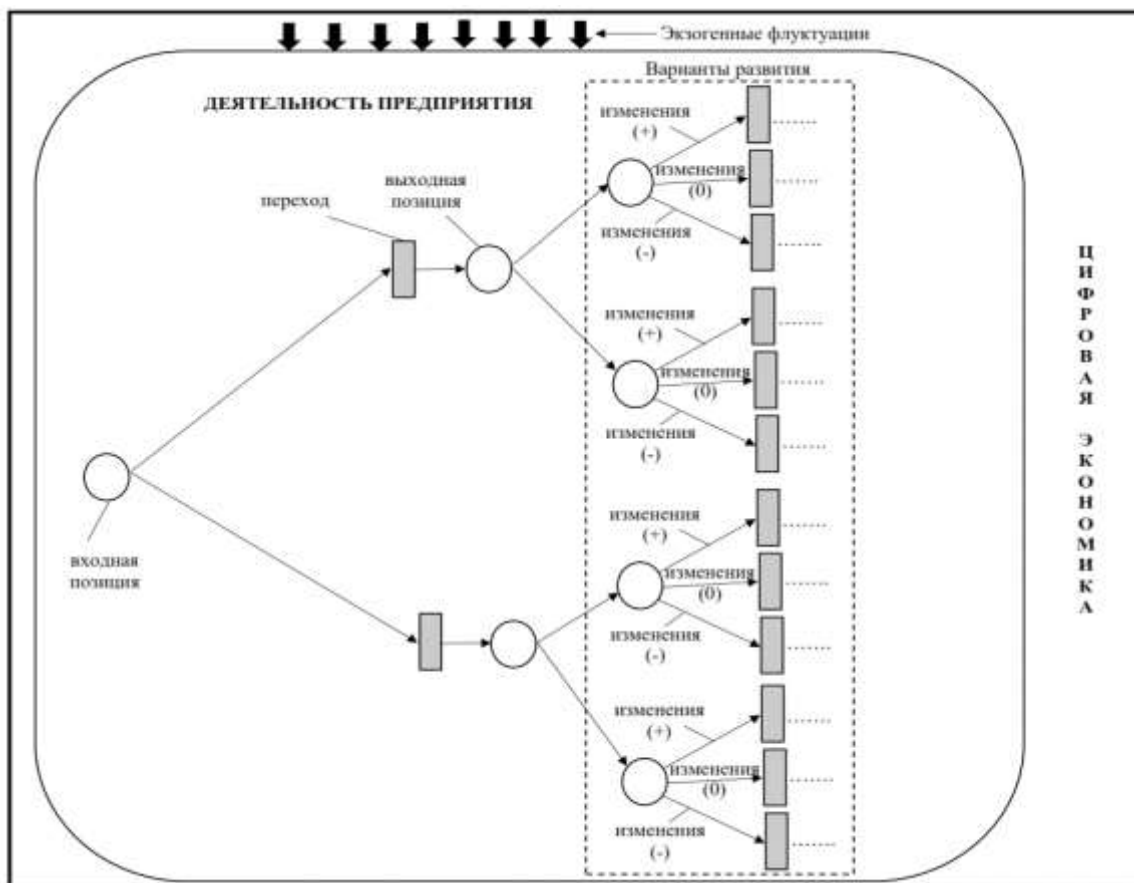 Экзогенные флуктуации
Варианты развития
ДЕЯТЕЛЬНОСТЬ ПРЕДПРИЯТИЯ
изменения
(+)
изменения
(0)
изменения
(-)
выходная
позиция
переход
изменения
(+)
изменения
(0)
изменения
(-)
входная
позиция
изменения
(+)
изменения
(0)
изменения
(-)
изменения
(+)
изменения
(0)
изменения
(-)
ЦИФРОВАЯ ЭКОНОМИКА